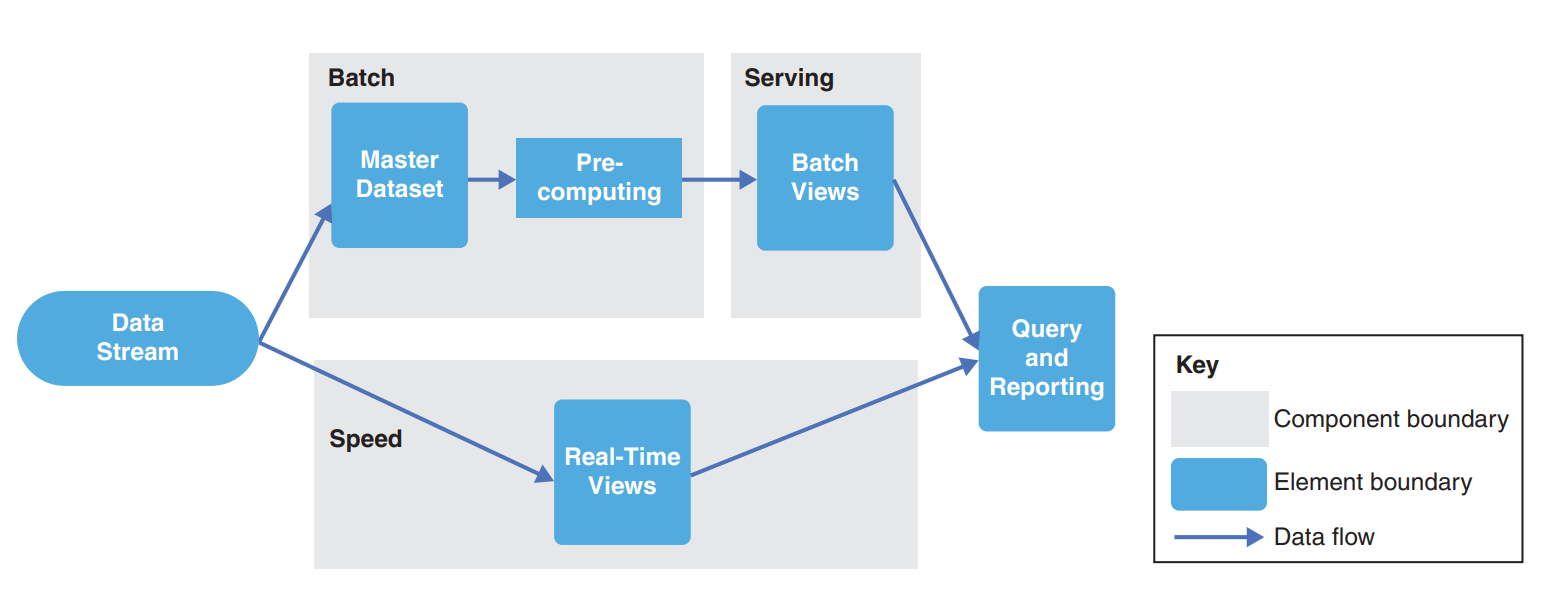 Batch
Master
Dataset
Pre-
computing
Serving
Batch
Views
Data
Stream
Speed
Real-Time
Views
Query
and
Reporting
Key
Component boundary
Element boundary
Data flow